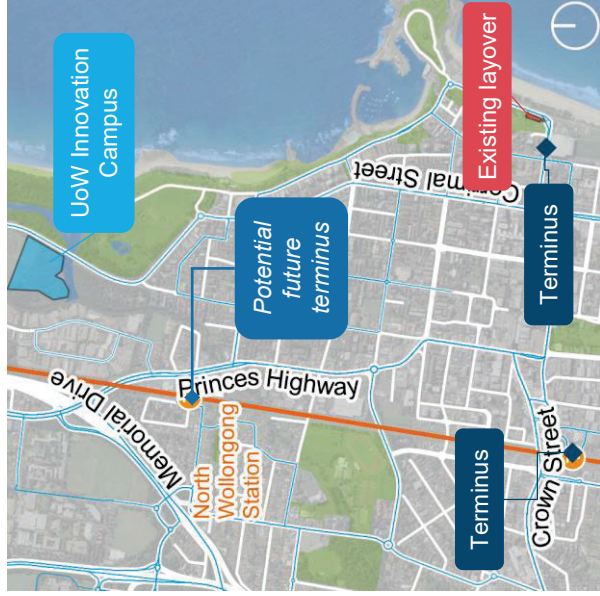 UoW Innovation
Campus
Existing layover
Corrimal Street
Terminus
Potential
future
terminus
Princes Highway
Memorial Drive
North
Wollongong
Station
Terminus
Crown Street